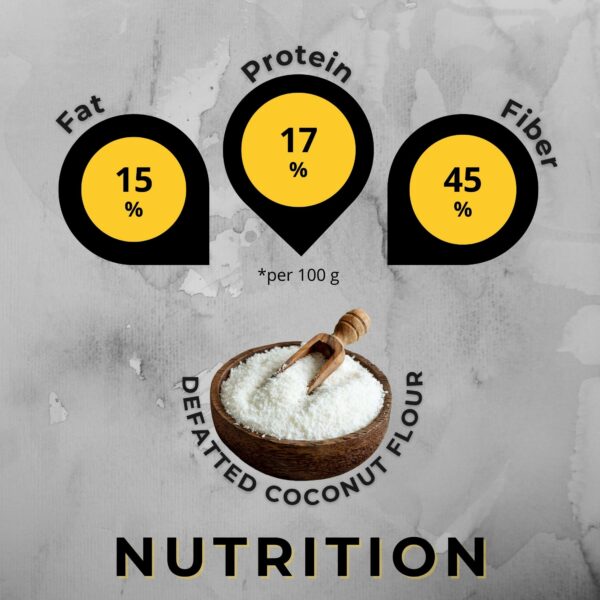 Fat
15
%
Protein
17
%
Fiber
45
%
*per 100 g
DEFATTED COCONUT FLOUR
NUTRITION